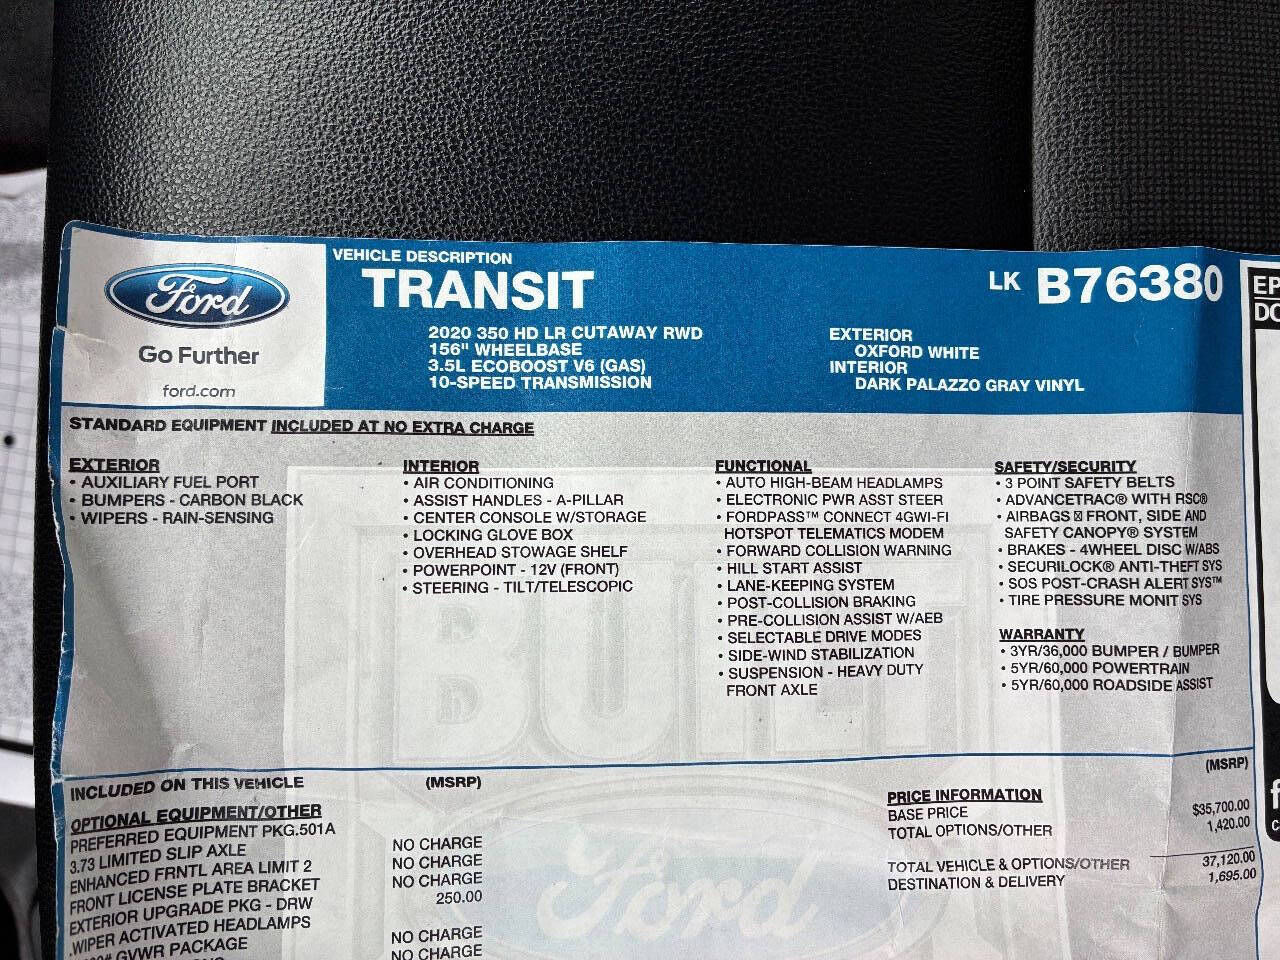 Ford
Go Further
ford.com
VEHICLE DESCRIPTION
TRANSIT
2020 350 HD LR CUTAWAY RWD
156" WHEELBASE
3.5L ECOBOOST V6 (GAS)
10-SPEED TRANSMISSION
LK B76380
EXTERIOR
OXFORD WHITE
INTERIOR
DARK PALAZZO GRAY VINYL
STANDARD EQUIPMENT INCLUDED AT NO EXTRA CHARGE
EXTERIOR
• AUXILIARY FUEL PORT
• BUMPERS - CARBON BLACK
• WIPERS - RAIN-SENSING
INTERIOR
• AIR CONDITIONING
• ASSIST HANDLES - A-PILLAR
• CENTER CONSOLE W/STORAGE
• LOCKING GLOVE BOX
• OVERHEAD STOWAGE SHELF
• POWERPOINT - 12V (FRONT)
• STEERING - TILT/TELESCOPIC
FUNCTIONAL
• AUTO HIGH-BEAM HEADLAMPS
• ELECTRONIC PWR ASST STEER
• FORDPASS™ CONNECT 4GWI-FI
HOTSPOT TELEMATICS MODEM
• FORWARD COLLISION WARNING
• HILL START ASSIST
• LANE-KEEPING SYSTEM
• POST-COLLISION BRAKING
• PRE-COLLISION ASSIST W/AEB
• SELECTABLE DRIVE MODES
• SIDE-WIND STABILIZATION
• SUSPENSION - HEAVY DUTY
FRONT AXLE
SAFETY/SECURITY
• 3 POINT SAFETY BELTS
• ADVANCETRAC® WITH RSC®
• AIRBAGS FRONT, SIDE AND
SAFETY CANOPY® SYSTEM
• BRAKES - 4WHEEL DISC W/ABS
• SECURILOCK® ANTI-THEFT SYS
• SOS POST-CRASH ALERT SYS™
• TIRE PRESSURE MONIT SYS
WARRANTY
• 3YR/36,000 BUMPER / BUMPER
• 5YR/60,000 POWERTRAIN
• 5YR/60,000 ROADSIDE ASSIST
BUILT
Ford
INCLUDED ON THIS VEHICLE (MSRP)
OPTIONAL EQUIPMENT/OTHER
PREFERRED EQUIPMENT PKG.501A
3.73 LIMITED SLIP AXLE NO CHARGE
ENHANCED FRNTL AREA LIMIT 2 NO CHARGE
FRONT LICENSE PLATE BRACKET NO CHARGE
EXTERIOR UPGRADE PKG - DRW 250.00
.WIPER ACTIVATED HEADLAMPS
GVWR PACKAGE NO CHARGE
NO CHARGE
(MSRP)
PRICE INFORMATION
BASE PRICE $35,700.00
TOTAL OPTIONS/OTHER 1,420.00
TOTAL VEHICLE & OPTIONS/OTHER 37,120.00
DESTINATION & DELIVERY 1,695.00
EP
DO